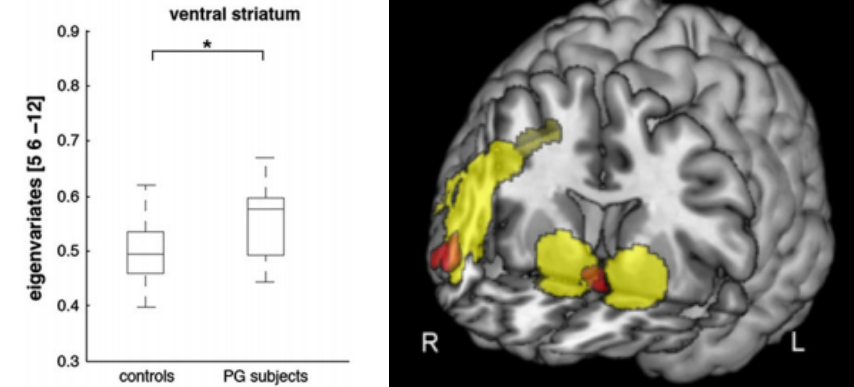 ventral striatum
*
eigenvariates [5 6 –12]
0.9
0.8
0.7
0.6
0.5
0.4
0.3
controls PG subjects
R L